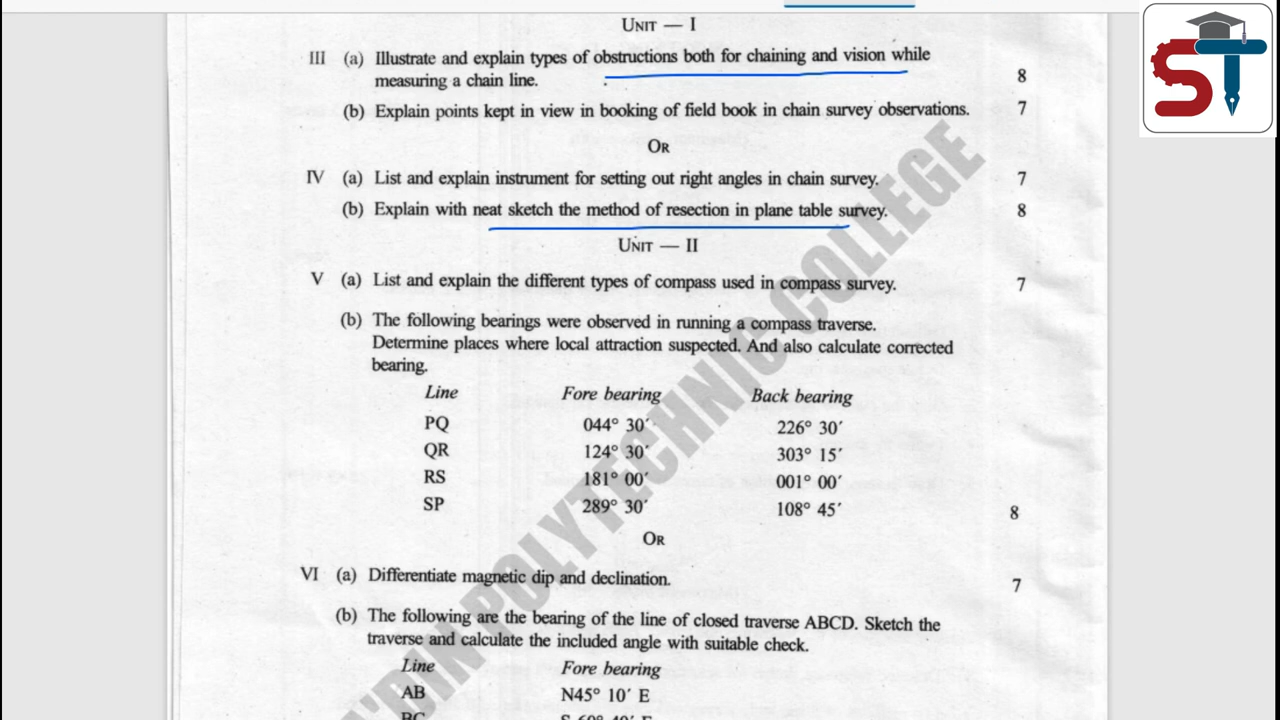 UNIT — I
III (a) Illustrate and explain types of obstructions both for chaining and vision while
measuring a chain line. 8
(b) Explain points kept in view in booking of field book in chain survey observations. 7
OR
IV (a) List and explain instrument for setting out right angles in chain survey. 7
(b) Explain with neat sketch the method of resection in plane table survey. 8
UNIT — II
V (a) List and explain the different types of compass used in compass survey. 7
(b) The following bearings were observed in running a compass traverse.
Determine places where local attraction suspected. And also calculate corrected
bearing.
Line Fore bearing Back bearing
PQ 044° 30′ 226° 30′
QR 124° 30′ 303° 15′
RS 181° 00′ 001° 00′
SP 289° 30′ 108° 45′ 8
OR
VI (a) Differentiate magnetic dip and declination. 7
(b) The following are the bearing of the line of closed traverse ABCD. Sketch the
traverse and calculate the included angle with suitable check.
Line Fore bearing
AB N45° 10′ E
BC
'DIN POLYTECHNIC COLLEGE
ST